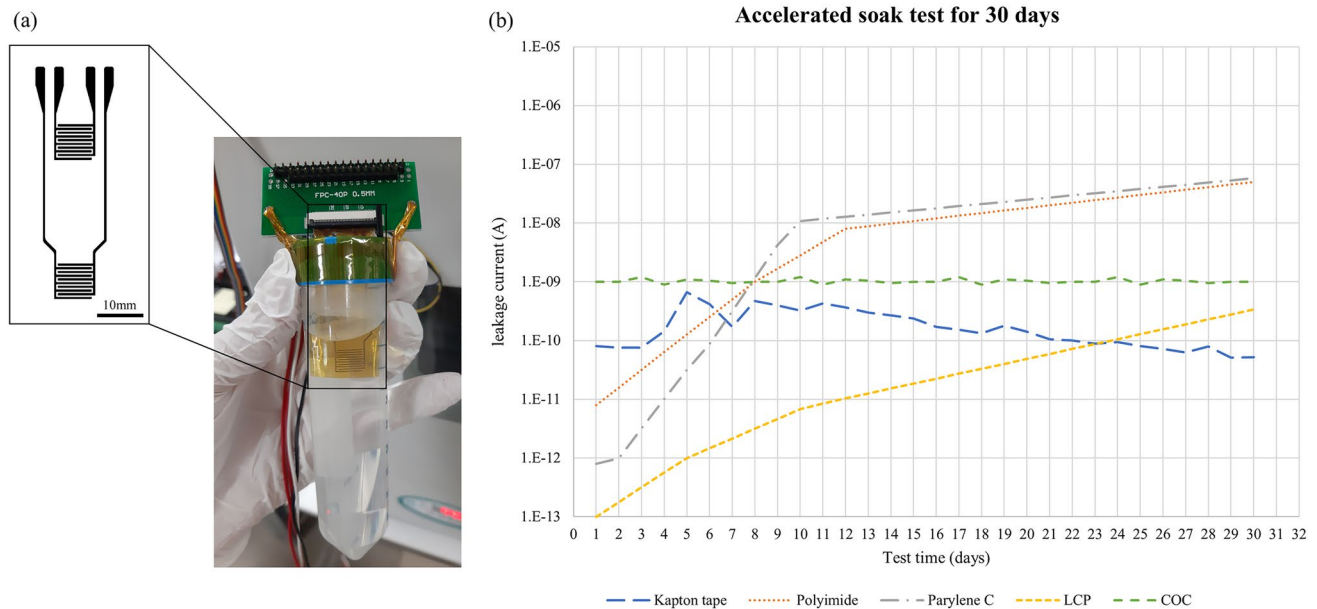 (a)
10mm
FPC-40P 0.5MM
(b)
Accelerated soak test for 30 days
leakage current (A)
1.E-05
1.E-06
1.E-07
1.E-08
1.E-09
1.E-10
1.E-11
1.E-12
1.E-13
0 1 2 3 4 5 6 7 8 9 10 11 12 13 14 15 16 17 18 19 20 21 22 23 24 25 26 27 28 29 30 31 32
Test time (days)
Kapton tape Polyimide Parylene C LCP COC